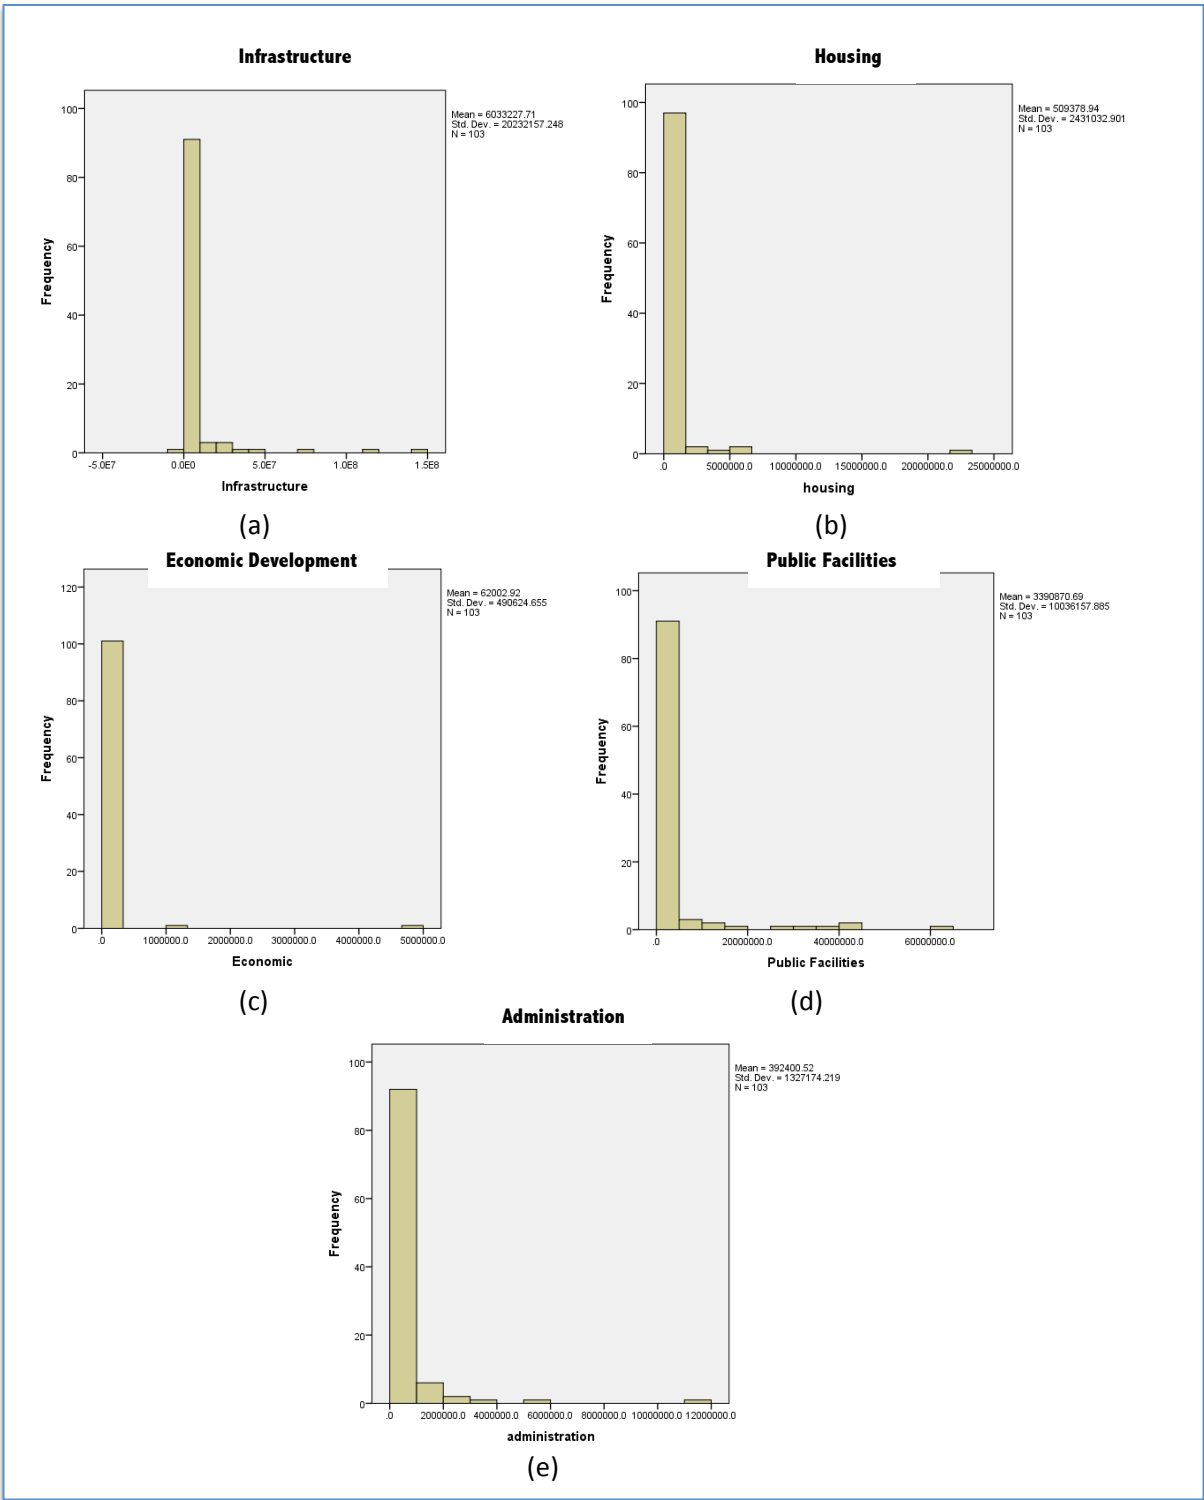 Infrastructure
Mean = 6033227.71
Std. Dev. = 20232157.248
N = 103
100
80
60
40
20
0
Frequency
-5.0E7 0.0E0 5.0E7 1.0E8 1.5E8
Infrastructure
(a)
Housing
Mean = 509378.94
Std. Dev. = 2431032.901
N = 103
100
80
60
40
20
0
Frequency
.0 5000000.0 10000000.0 15000000.0 20000000.0 25000000.0
housing
(b)
Economic Development
Mean = 62002.92
Std. Dev. = 490624.655
N = 103
120
100
80
60
40
20
0
Frequency
.0 1000000.0 2000000.0 3000000.0 4000000.0 5000000.0
Economic
(c)
Public Facilities
Mean = 3390870.69
Std. Dev. = 10036157.885
N = 103
100
80
60
40
20
0
Frequency
.0 20000000.0 40000000.0 60000000.0
Public Facilities
(d)
Administration
Mean = 392400.52
Std. Dev. = 1327174.219
N = 103
100
80
60
40
20
0
Frequency
.0 2000000.0 4000000.0 6000000.0 8000000.0 10000000.0 12000000.0
administration
(e)